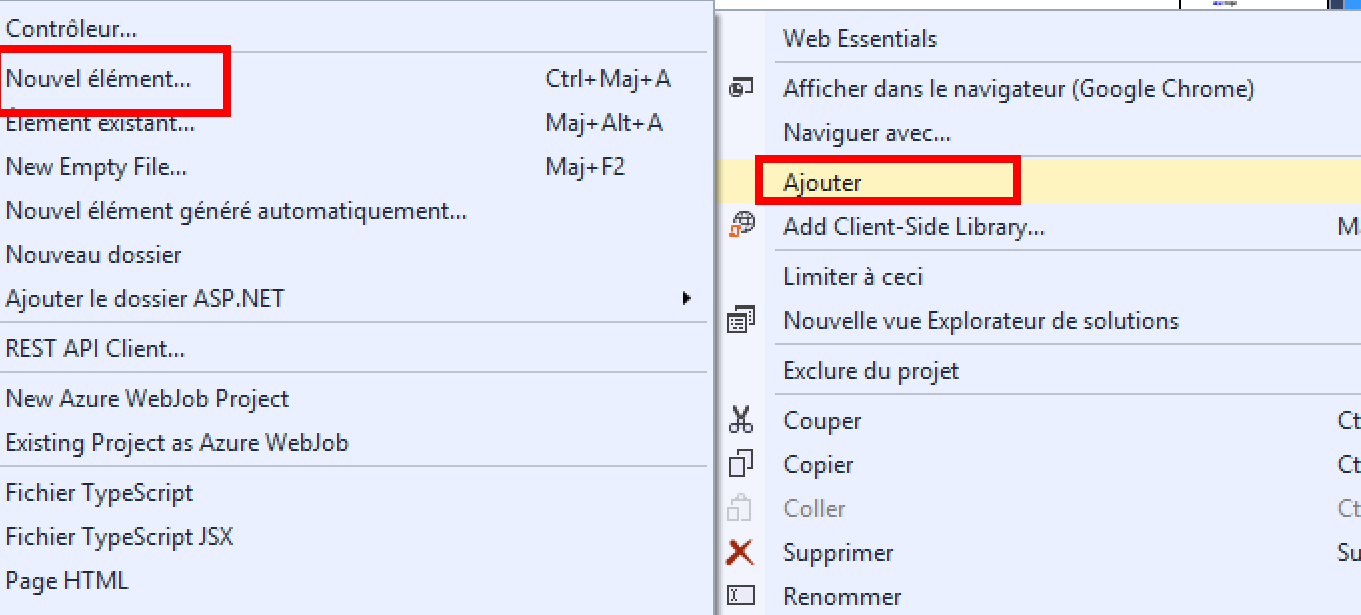 Contrôleur...
Nouvel élément... Ctrl+Maj+A
Élément existant... Maj+Alt+A
New Empty File... Maj+F2
Nouvel élément généré automatiquement...
Nouveau dossier
Ajouter le dossier ASP.NET
REST API Client...
New Azure WebJob Project
Existing Project as Azure WebJob
Fichier TypeScript
Fichier TypeScript JSX
Page HTML
Web Essentials
Afficher dans le navigateur (Google Chrome)
Naviguer avec...
Ajouter
Add Client-Side Library... Ma
Limiter à ceci
Nouvelle vue Explorateur de solutions
Exclure du projet
Couper Ct
Copier Ct
Coller Ct
Supprimer Su
Renommer